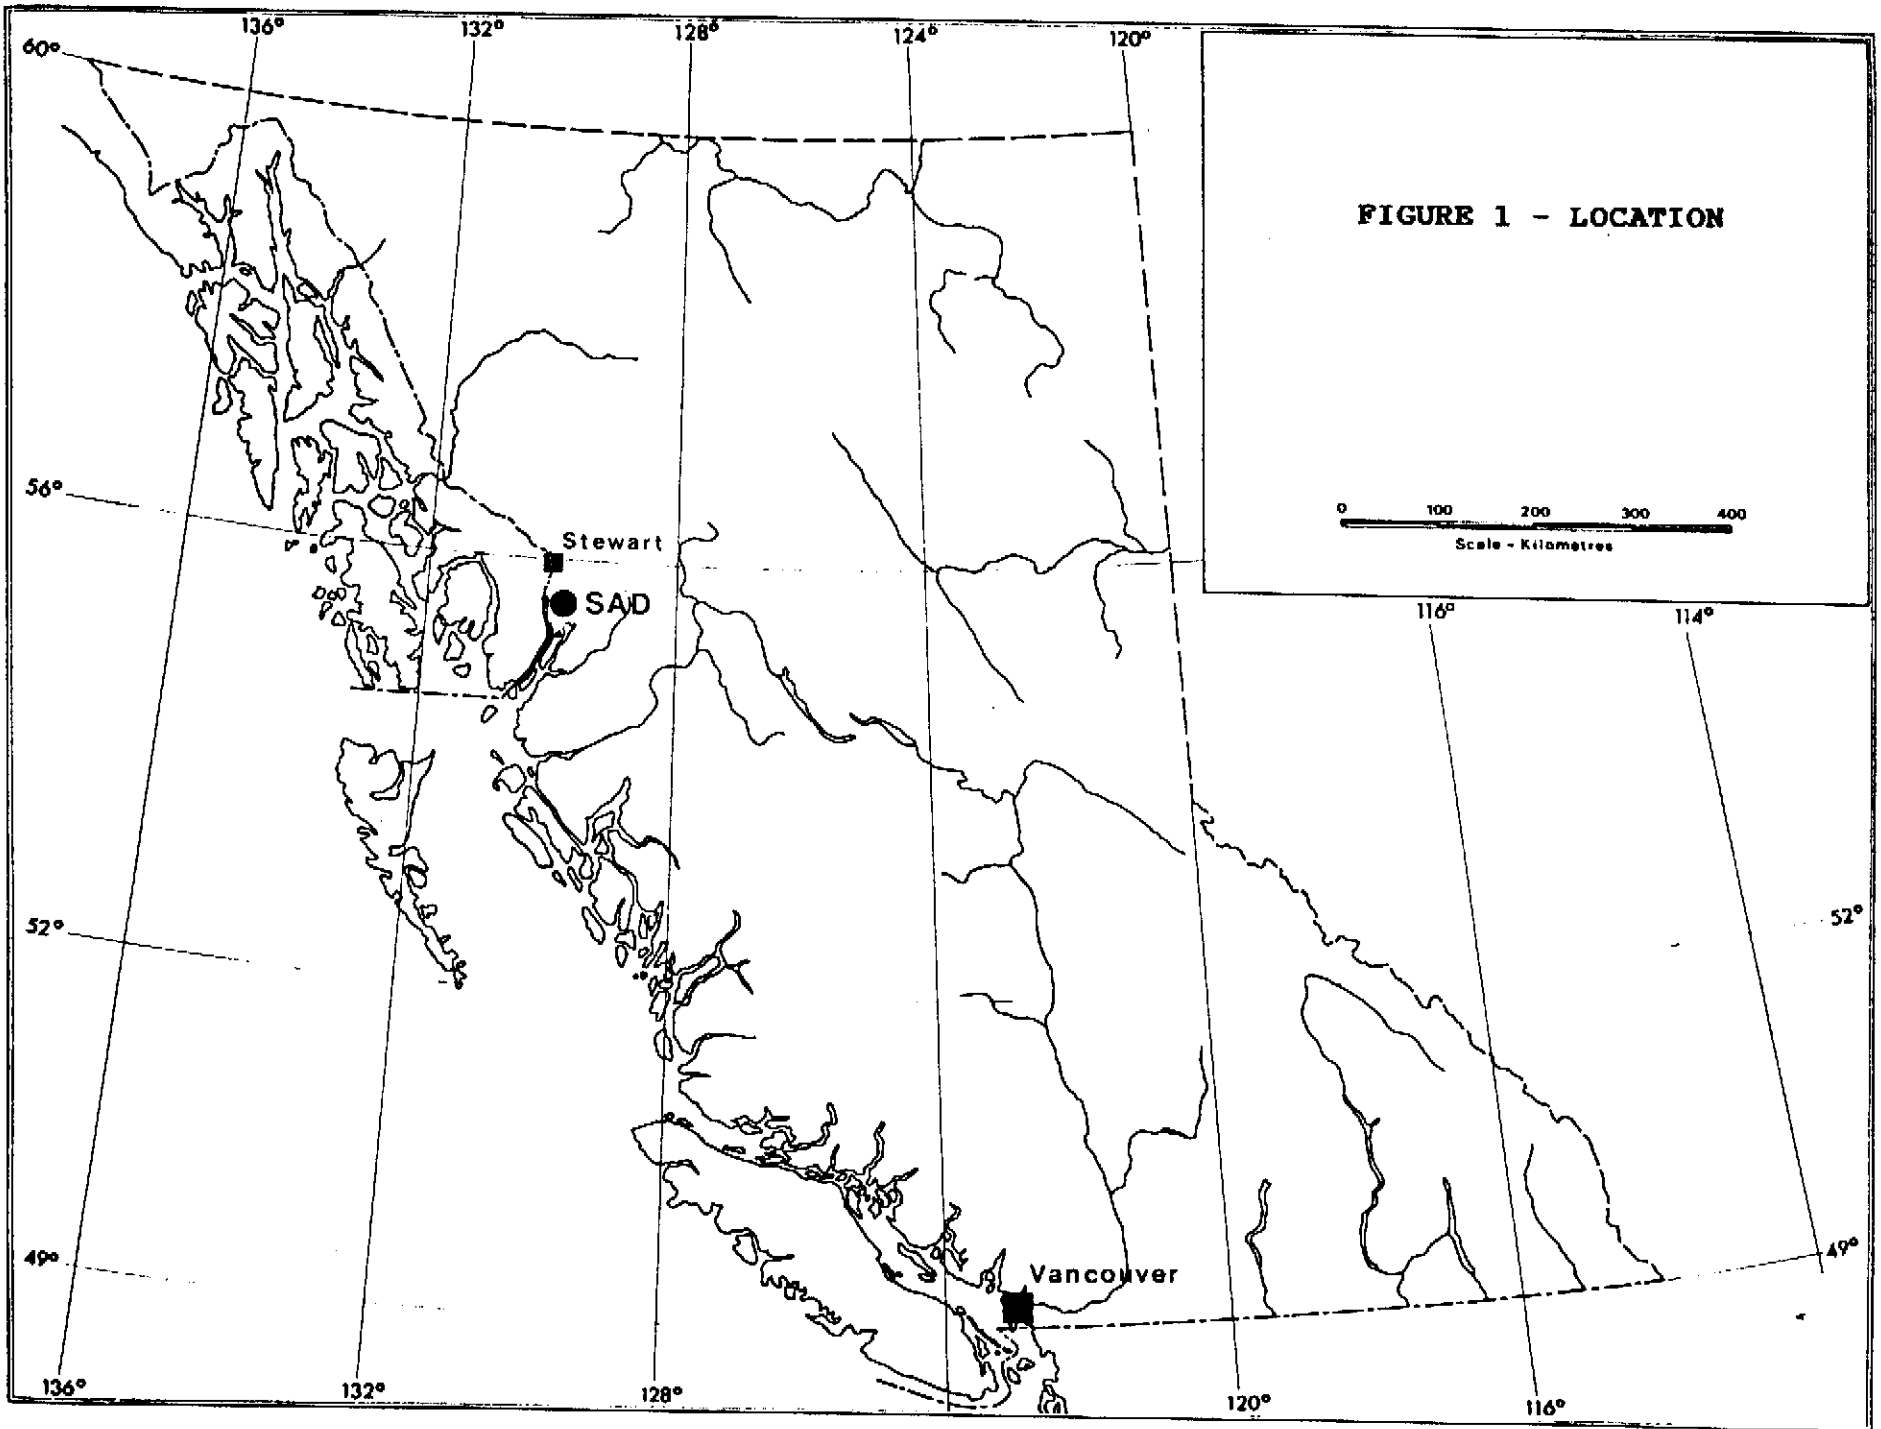 136° 132° 128° 124° 120°
60°
FIGURE 1 - LOCATION
56°
0 100 200 300 400
Scale - Kilometres
Stewart
SAD
116° 114°
52° 52°
49° 49°
Vancouver
136° 132° 128° 120° 116°